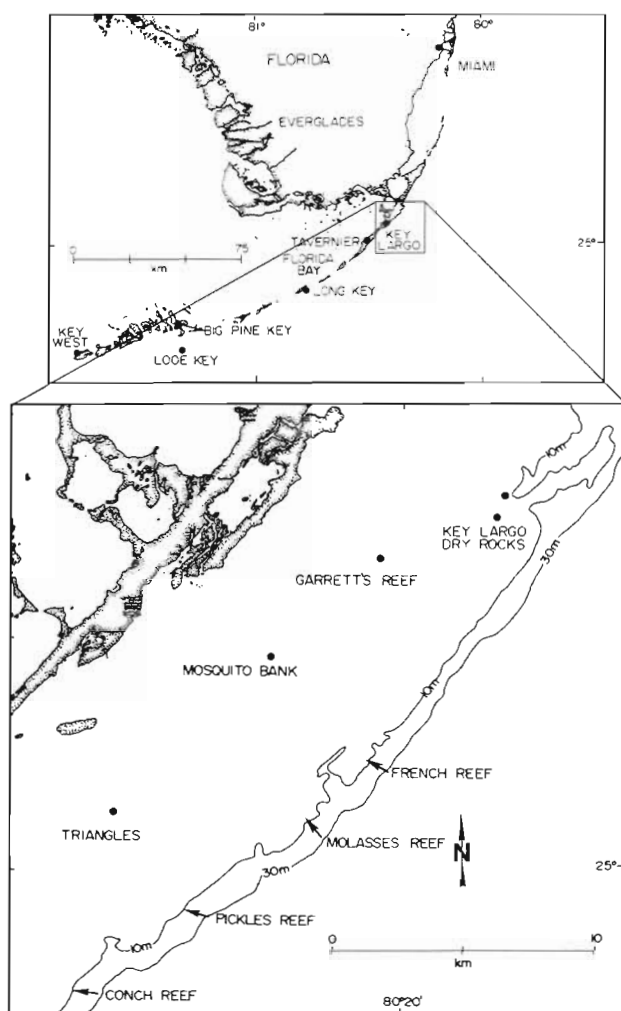 81°
80°
FLORIDA
MIAMI
EVERGLADES
25°
TAVERNIER
KEY
LARGO
0
75
km
FLORIDA
BAY
LONG KEY
KEY
WEST
BIG PINE KEY
LOOE KEY
10m
KEY LARGO
DRY ROCKS
30m
GARRETT'S REEF
MOSQUITO BANK
10m
FRENCH REEF
TRIANGLES
MOLASSES REEF
N
30m
25°
PICKLES REEF
10m
0
10
km
CONCH REEF
80°20'